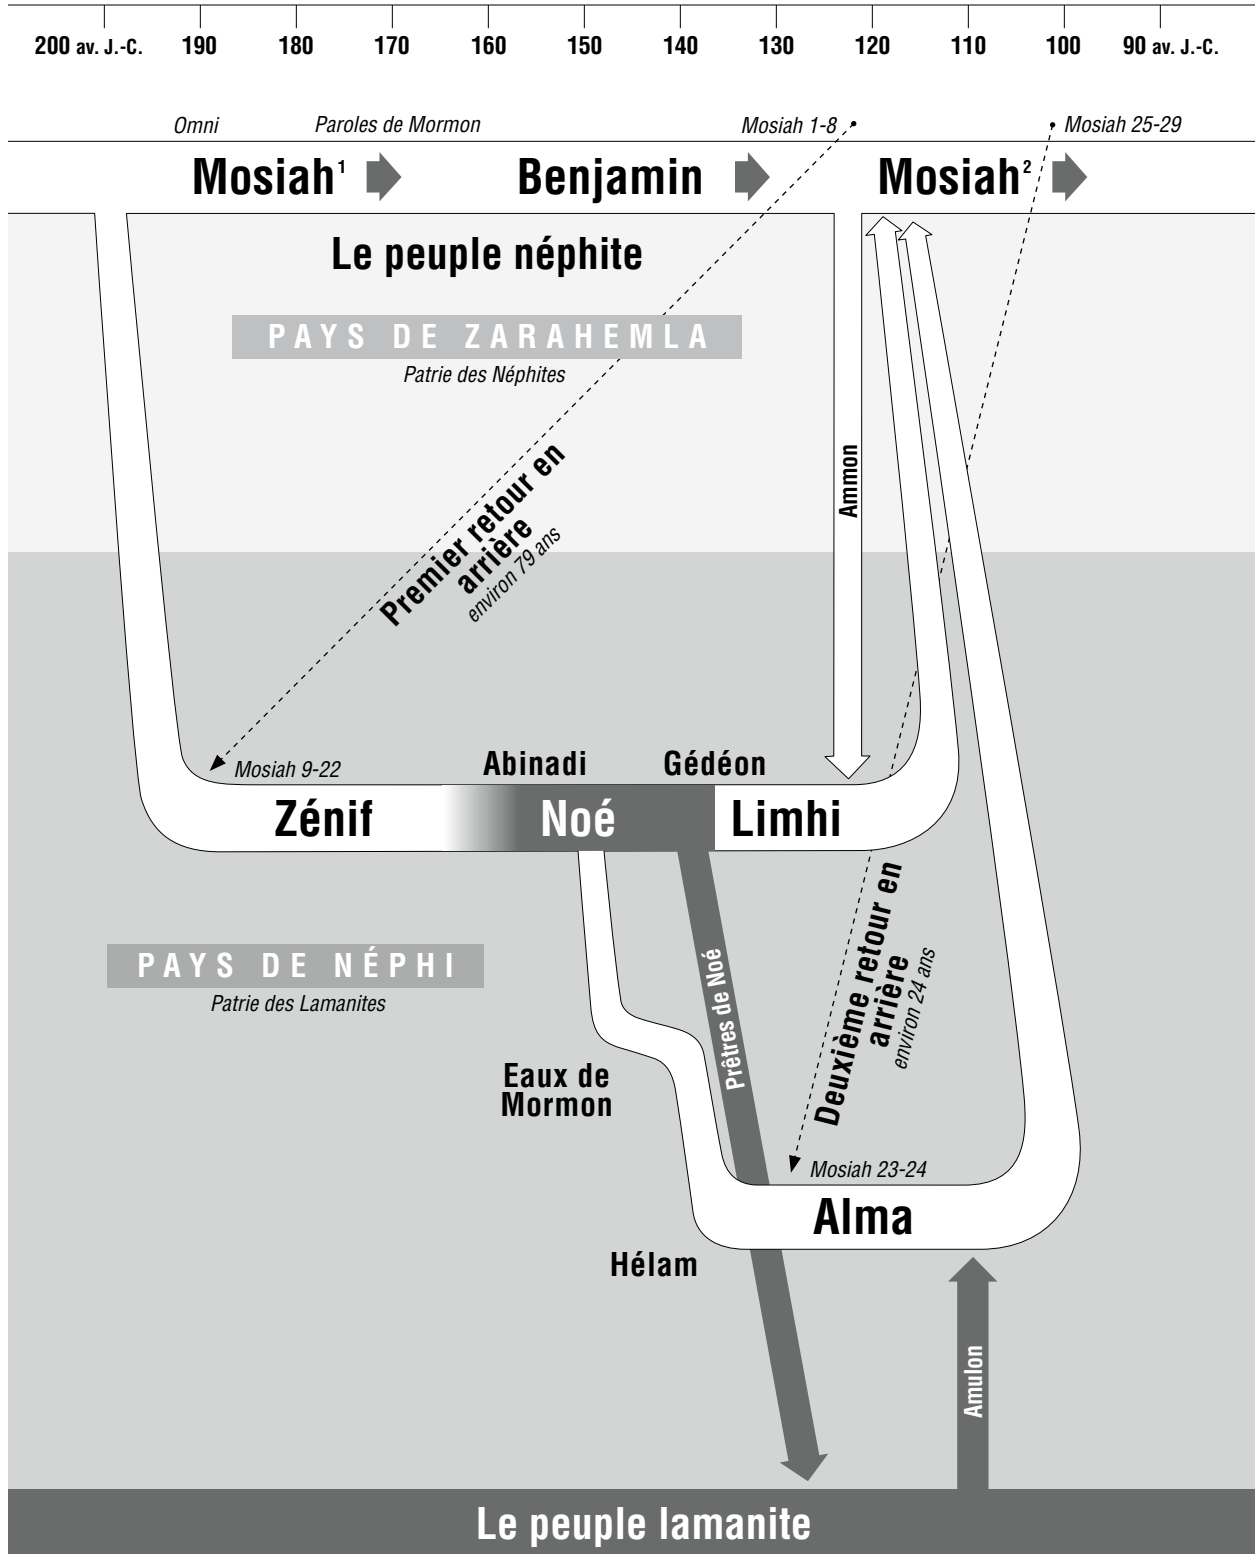 200 av. J.-C. 190 180 170 160 150 140 130 120 110 100 90 av. J.-C.
Omni Paroles de Mormon Mosiah 1-8 Mosiah 25-29
Mosiah¹ Benjamin Mosiah²
Le peuple néphite
PAYS DE ZARAHEMLA
Patrie des Néphites
Ammon
Premier retour en
arrière
environ 79 ans
Mosiah 9-22
Abinadi Gédéon
Zénif Noé Limhi
PAYS DE NÉPHI
Patrie des Lamanites
Prêtres de Noé
Deuxième retour en
arrière
environ 24 ans
Eaux de
Mormon
Mosiah 23-24
Alma
Hélam
Amulon
Le peuple lamanite